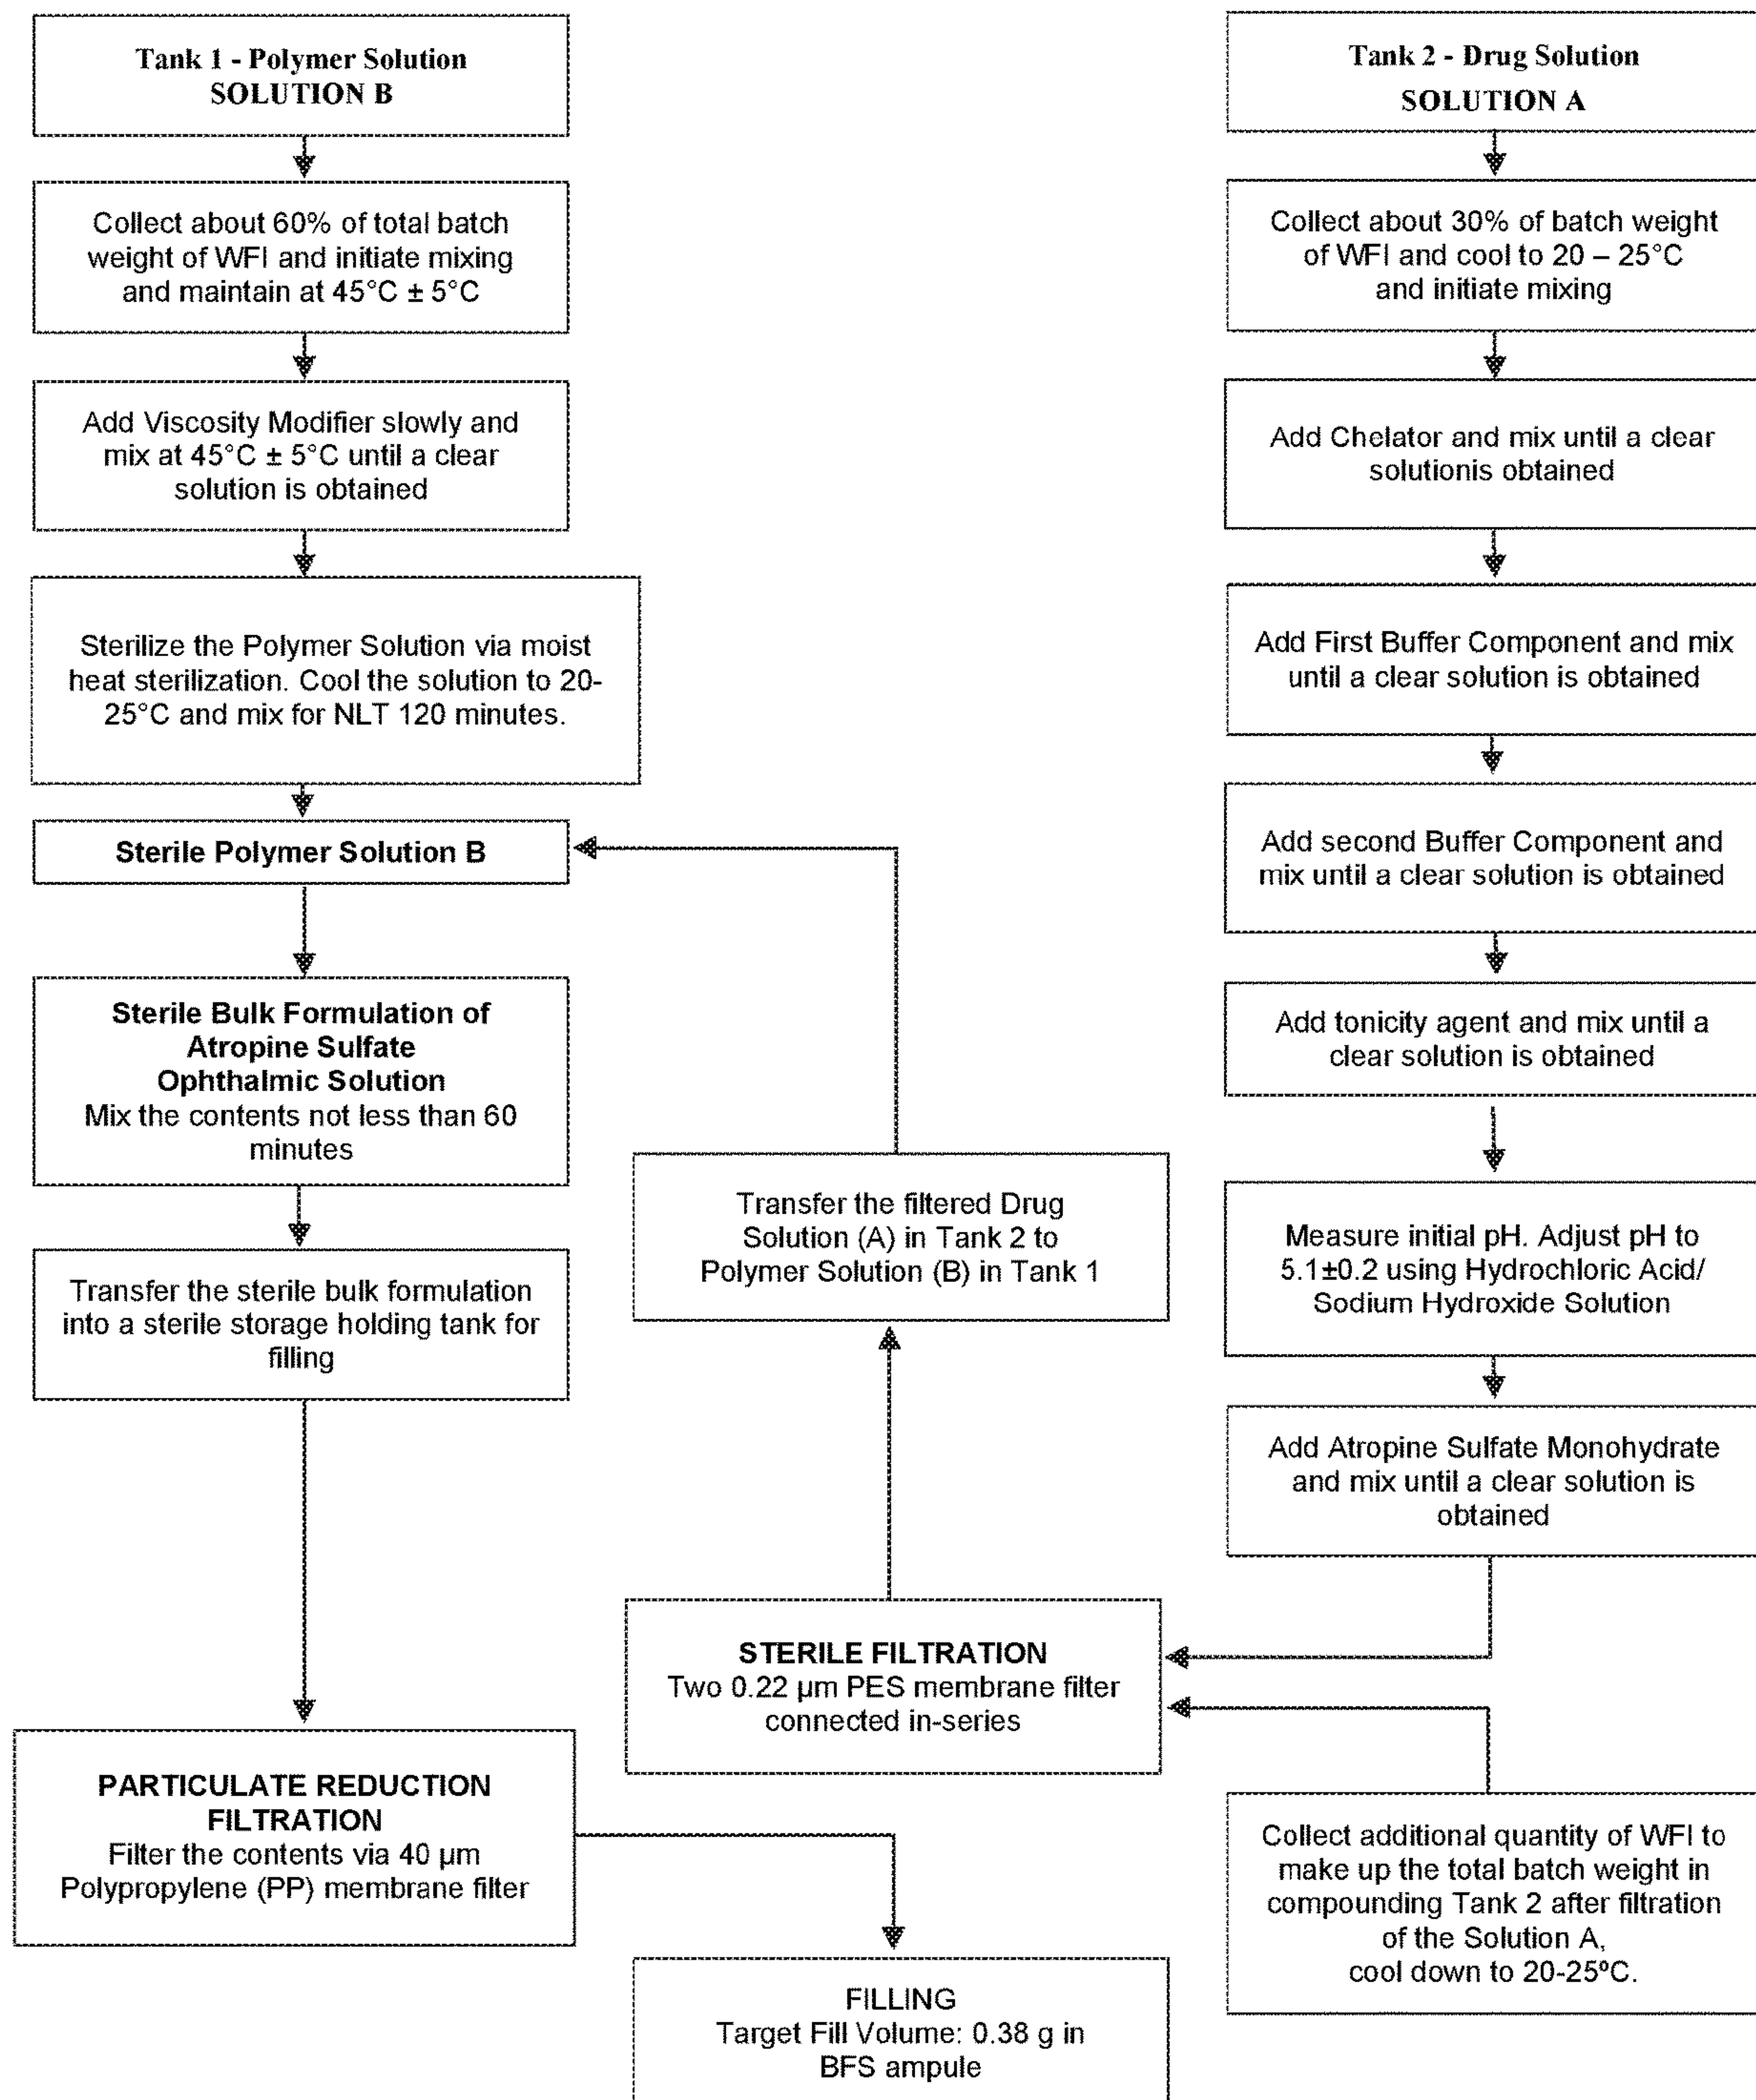 Tank 1 - Polymer Solution
SOLUTION B
Collect about 60% of total batch
weight of WFI and initiate mixing
and maintain at 45°C ± 5°C
Add Viscosity Modifier slowly and
mix at 45°C ± 5°C until a clear
solution is obtained
Sterilize the Polymer Solution via moist
heat sterilization. Cool the solution to 20-
25°C and mix for NLT 120 minutes.
Sterile Polymer Solution B
Sterile Bulk Formulation of
Atropine Sulfate
Ophthalmic Solution
Mix the contents not less than 60
minutes
Transfer the sterile bulk formulation
into a sterile storage holding tank for
filling
PARTICULATE REDUCTION
FILTRATION
Filter the contents via 40 µm
Polypropylene (PP) membrane filter
Tank 2 - Drug Solution
SOLUTION A
Collect about 30% of batch weight
of WFI and cool to 20 – 25°C
and initiate mixing
Add Chelator and mix until a clear
solutionis obtained
Add First Buffer Component and mix
until a clear solution is obtained
Add second Buffer Component and
mix until a clear solution is obtained
Add tonicity agent and mix until a
clear solution is obtained
Measure initial pH. Adjust pH to
5.1±0.2 using Hydrochloric Acid/
Sodium Hydroxide Solution
Add Atropine Sulfate Monohydrate
and mix until a clear solution is
obtained
Collect additional quantity of WFI to
make up the total batch weight in
compounding Tank 2 after filtration
of the Solution A,
cool down to 20-25ºC.
STERILE FILTRATION
Two 0.22 µm PES membrane filter
connected in-series
Transfer the filtered Drug
Solution (A) in Tank 2 to
Polymer Solution (B) in Tank 1
FILLING
Target Fill Volume: 0.38 g in
BFS ampule